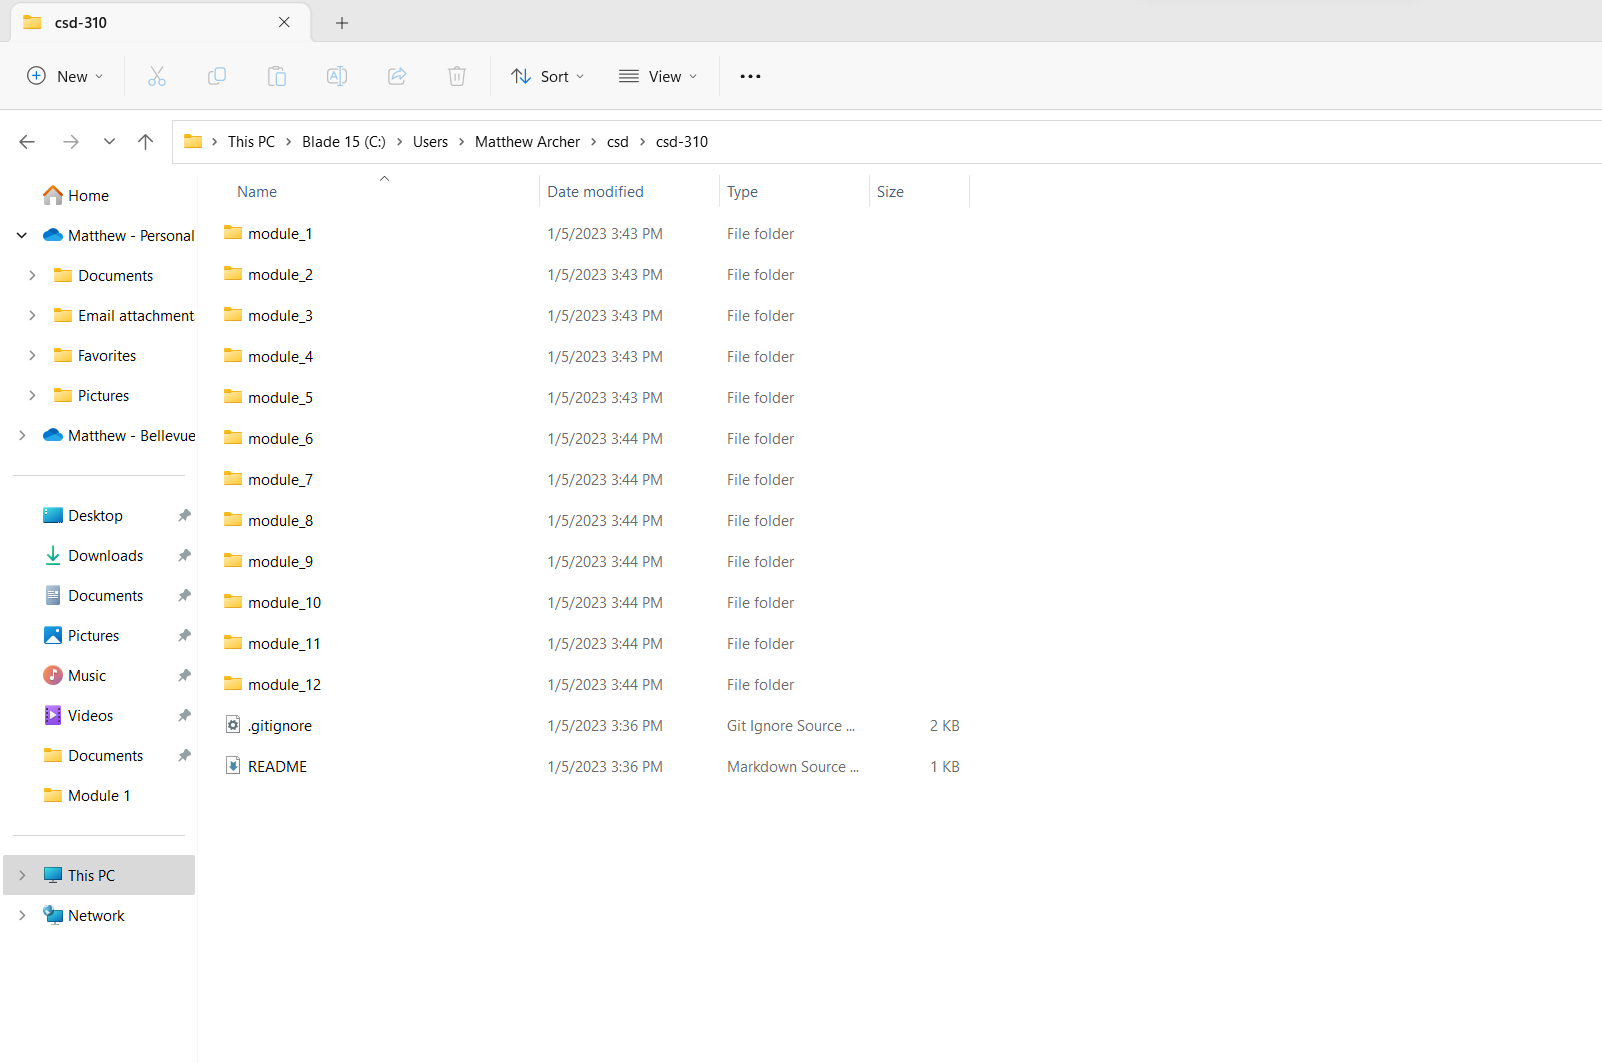 csd-310
New Sort View
This PC Blade 15 (C:) Users Matthew Archer csd csd-310
Home
Matthew - Personal
Documents
Email attachment
Favorites
Pictures
Matthew - Bellevue
Desktop
Downloads
Documents
Pictures
Music
Videos
Documents
Module 1
This PC
Network
Name Date modified Type Size
module_1 1/5/2023 3:43 PM File folder
module_2 1/5/2023 3:43 PM File folder
module_3 1/5/2023 3:43 PM File folder
module_4 1/5/2023 3:43 PM File folder
module_5 1/5/2023 3:43 PM File folder
module_6 1/5/2023 3:44 PM File folder
module_7 1/5/2023 3:44 PM File folder
module_8 1/5/2023 3:44 PM File folder
module_9 1/5/2023 3:44 PM File folder
module_10 1/5/2023 3:44 PM File folder
module_11 1/5/2023 3:44 PM File folder
module_12 1/5/2023 3:44 PM File folder
.gitignore 1/5/2023 3:36 PM Git Ignore Source ... 2 KB
README 1/5/2023 3:36 PM Markdown Source ... 1 KB